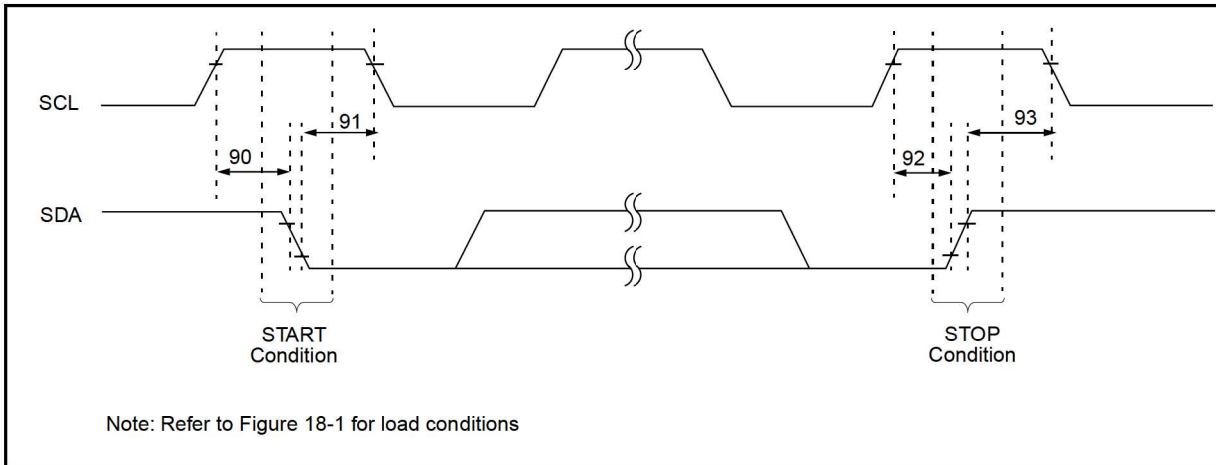 SCL
91
93
90
92
SDA
START
Condition
STOP
Condition
Note: Refer to Figure 18-1 for load conditions